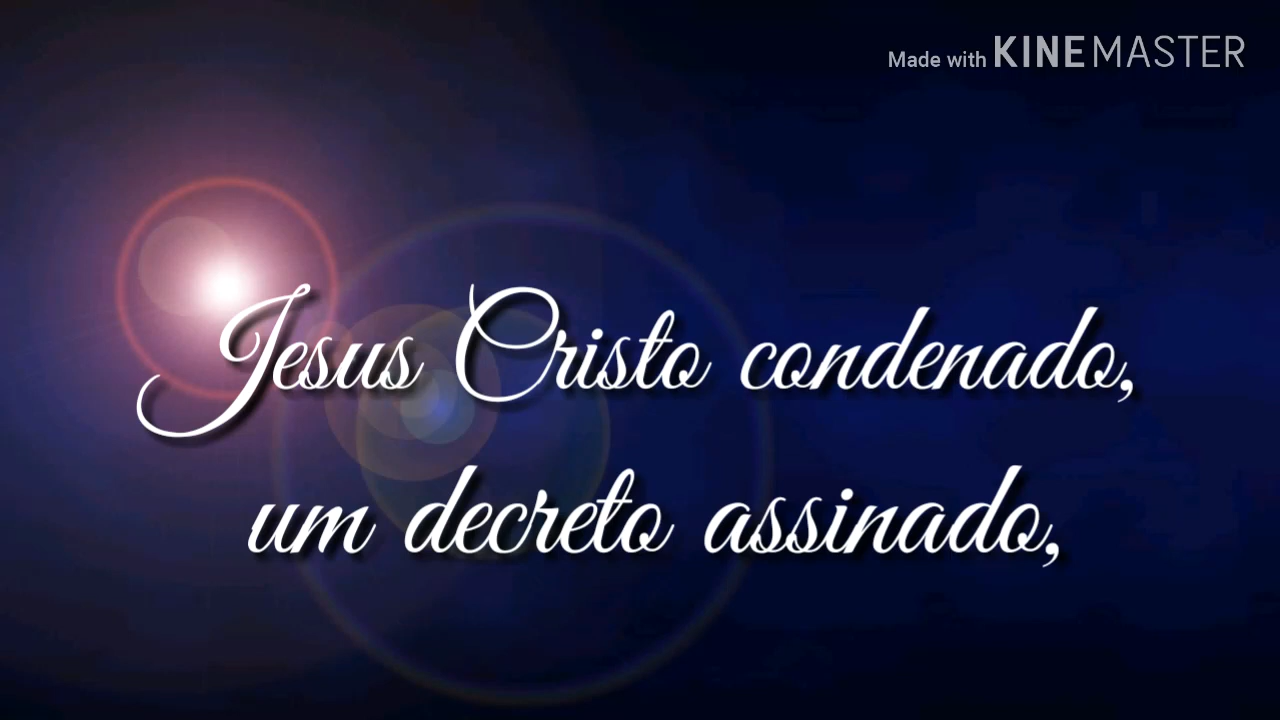 Made with KINEMASTER
Jesus Cristo condenado,
um decreto assinado,